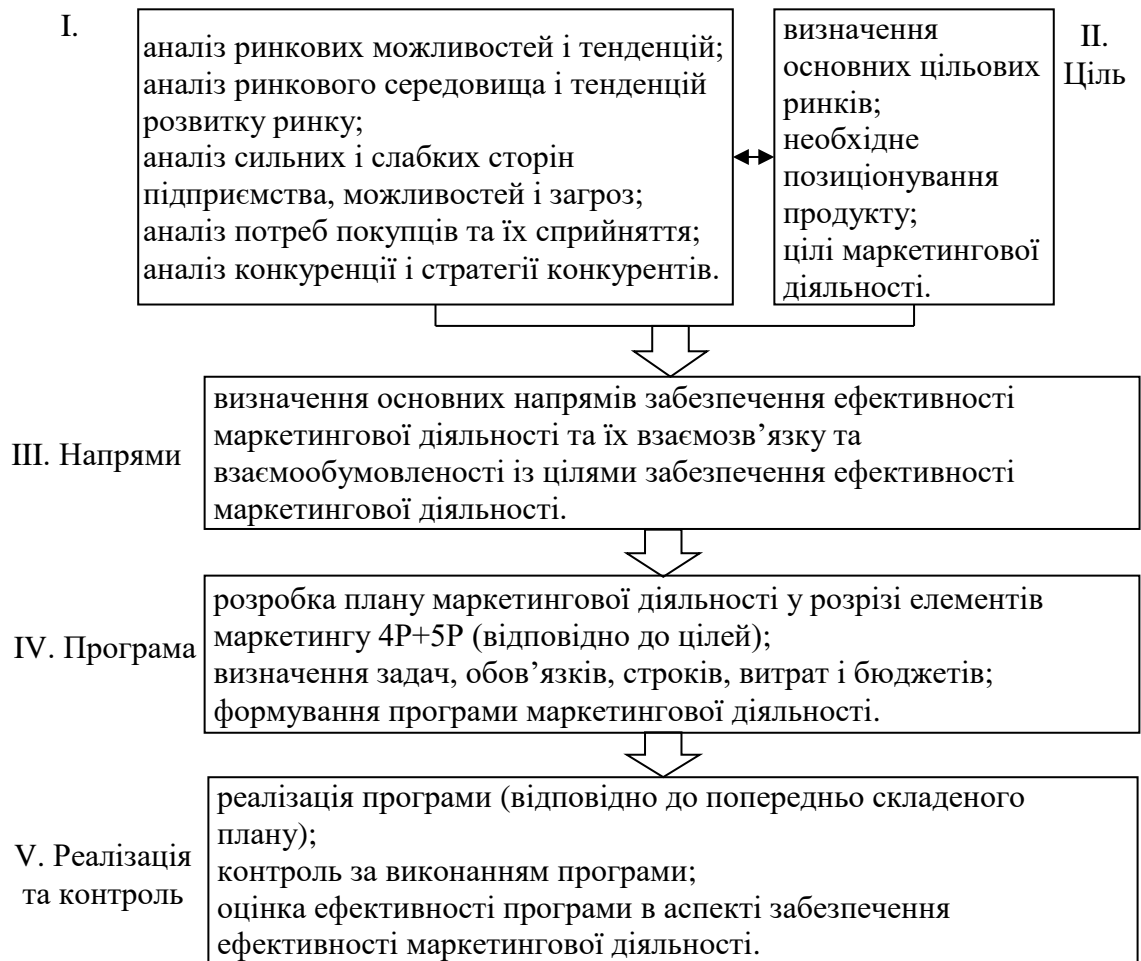 I.
аналіз ринкових можливостей і тенденцій;
аналіз ринкового середовища і тенденцій
розвитку ринку;
аналіз сильних і слабких сторін
підприємства, можливостей і загроз;
аналіз потреб покупців та їх сприйняття;
аналіз конкуренції і стратегії конкурентів.
визначення
основних цільових
ринків;
необхідне
позиціонування
продукту;
цілі маркетингової
діяльності.
II.
Ціль
III. Напрями
визначення основних напрямів забезпечення ефективності
маркетингової діяльності та їх взаємозв’язку та
взаємообумовленості із цілями забезпечення ефективності
маркетингової діяльності.
IV. Програма
розробка плану маркетингової діяльності у розрізі елементів
маркетингу 4Р+5Р (відповідно до цілей);
визначення задач, обов’язків, строків, витрат і бюджетів;
формування програми маркетингової діяльності.
V. Реалізація
та контроль
реалізація програми (відповідно до попередньо складеного
плану);
контроль за виконанням програми;
оцінка ефективності програми в аспекті забезпечення
ефективності маркетингової діяльності.